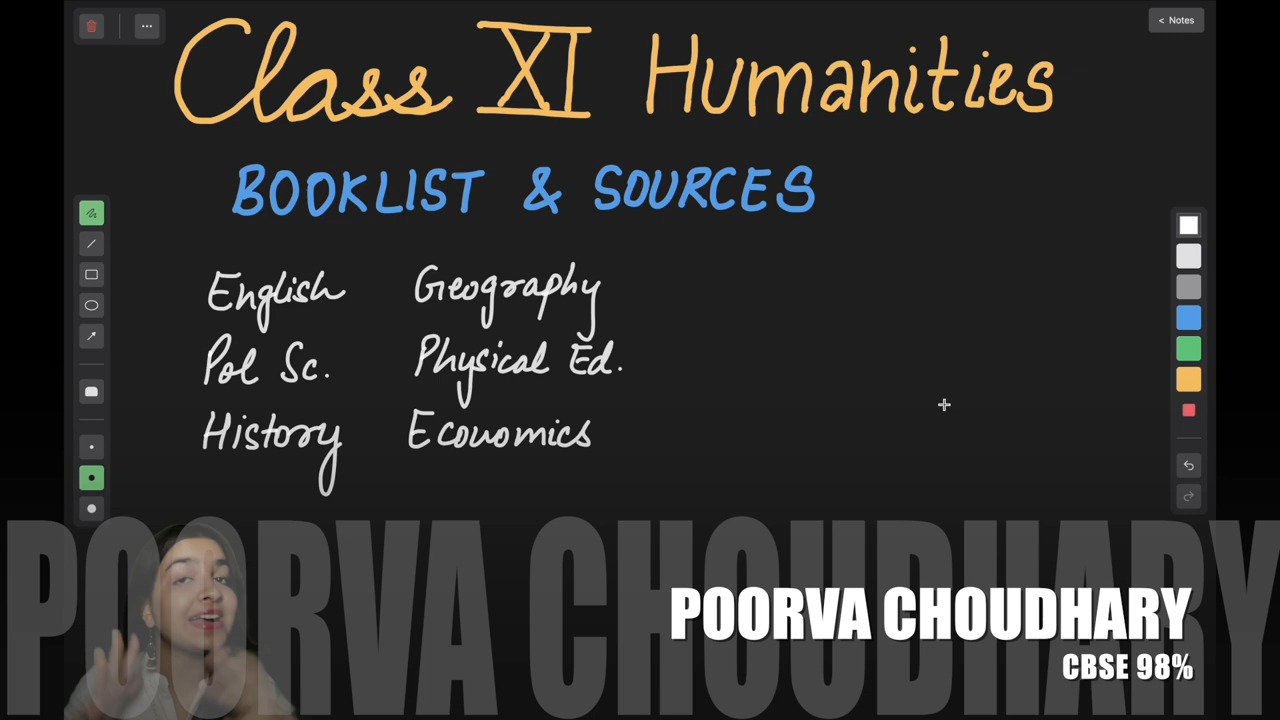 < Notes
Class XI Humanities
BOOKLIST & SOURCES
English Geography
Pol Sc. Physical Ed.
History Economics
POORVA CHOUDHARY
POORVA CHOUDHARY
CBSE 98%